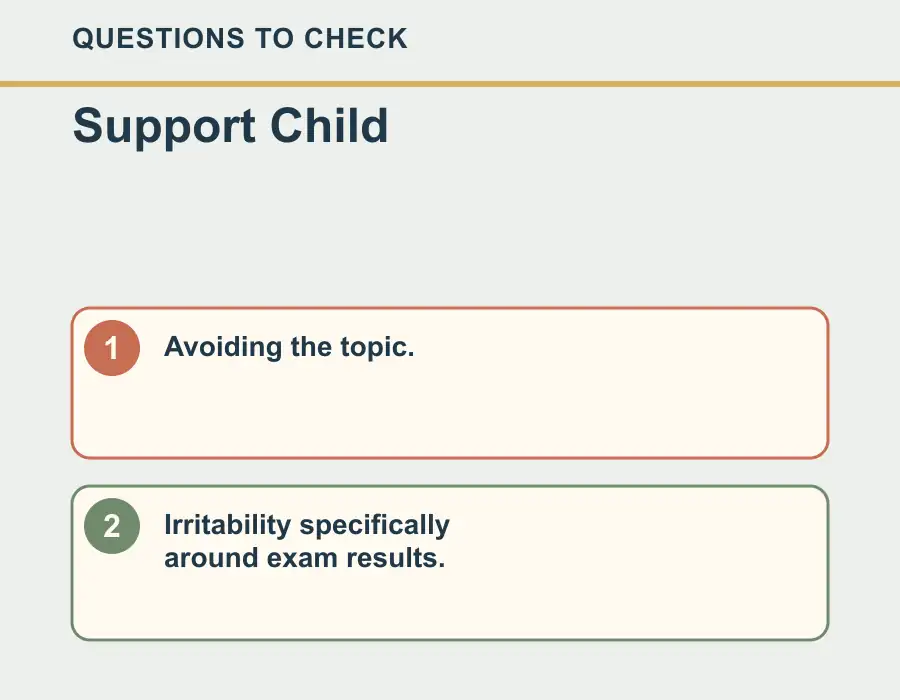 QUESTIONS TO CHECK
Support Child
1
Avoiding the topic.
2
Irritability specifically
around exam results.